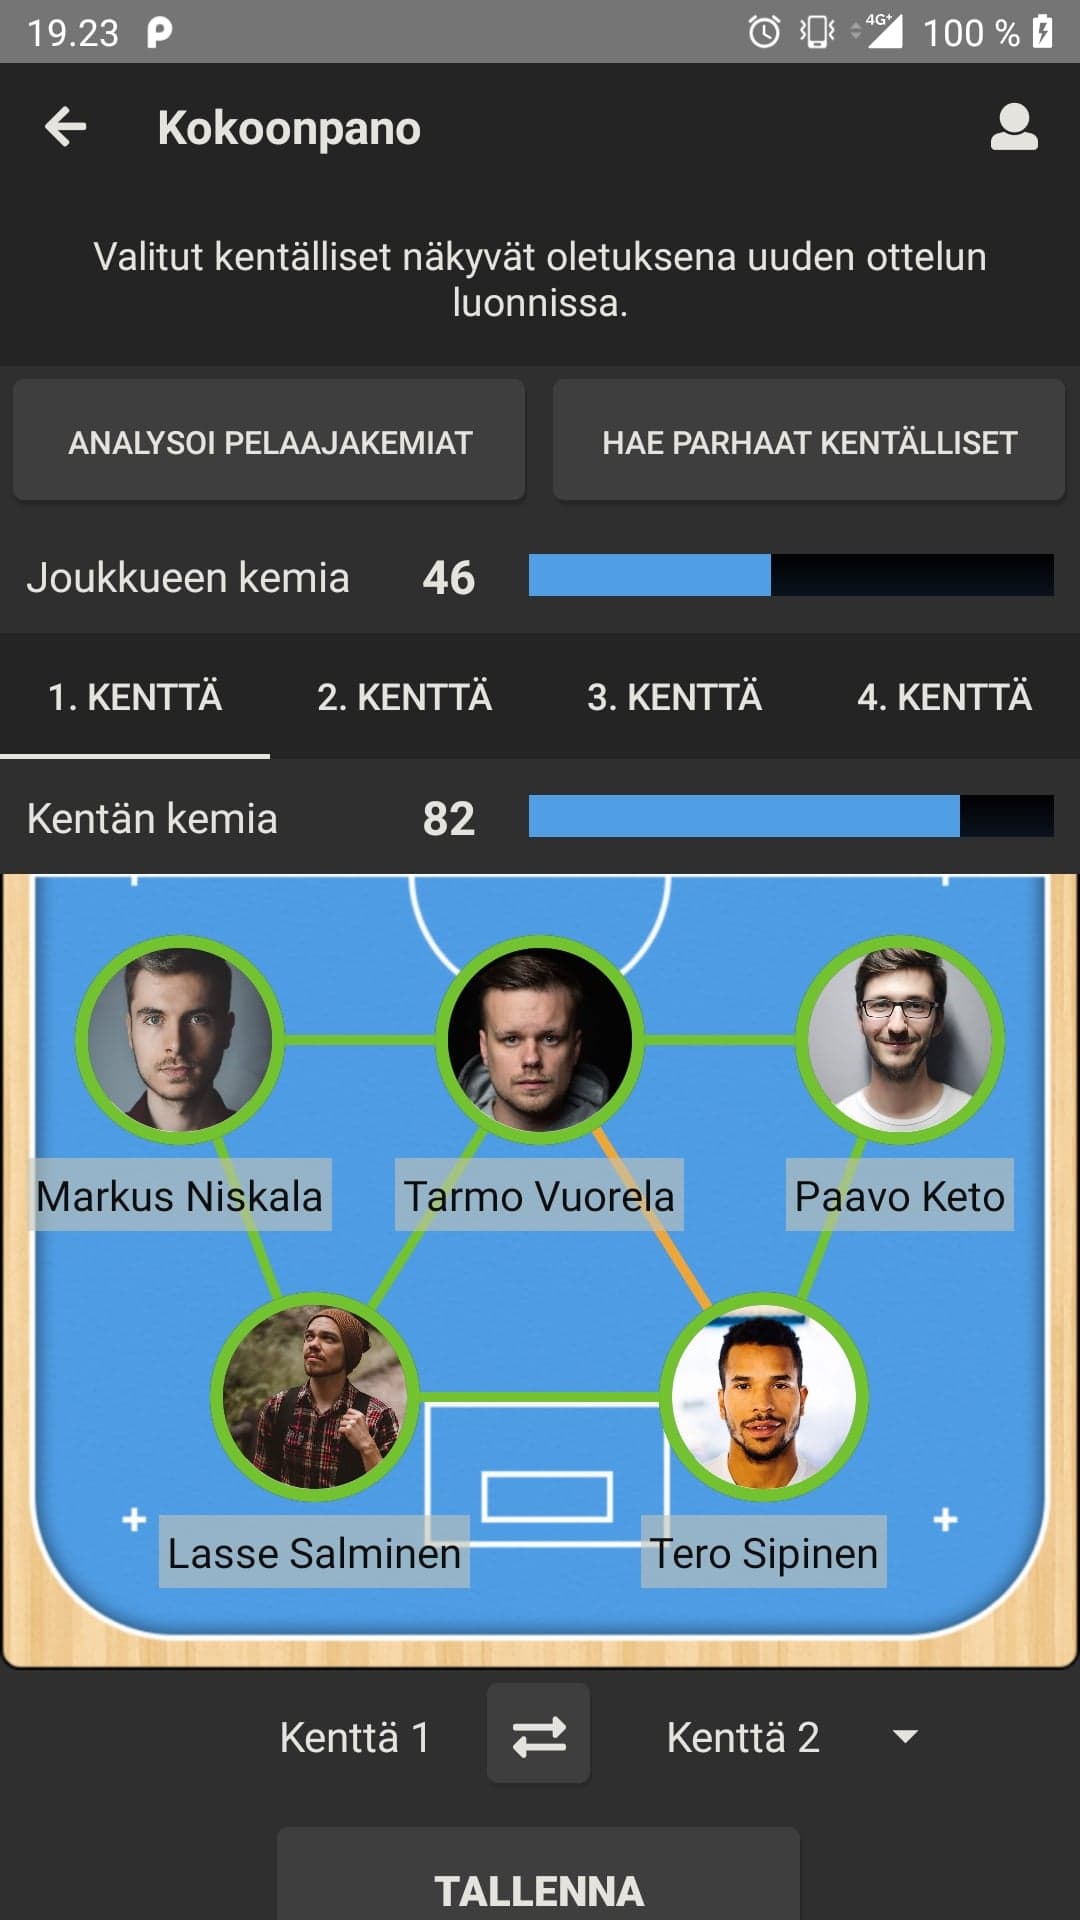 19.23
4G+
100 %
Kokoonpano
Valitut kentälliset näkyvät oletuksena uuden ottelun
luonnissa.
ANALYSOI PELAAJAKEMIAT
HAE PARHAAT KENTÄLLISET
Joukkueen kemia 46
1. KENTTÄ
2. KENTTÄ
3. KENTTÄ
4. KENTTÄ
Kentän kemia 82
Markus Niskala
Tarmo Vuorela
Paavo Keto
Lasse Salminen
Tero Sipinen
Kenttä 1
Kenttä 2
TALLENNA